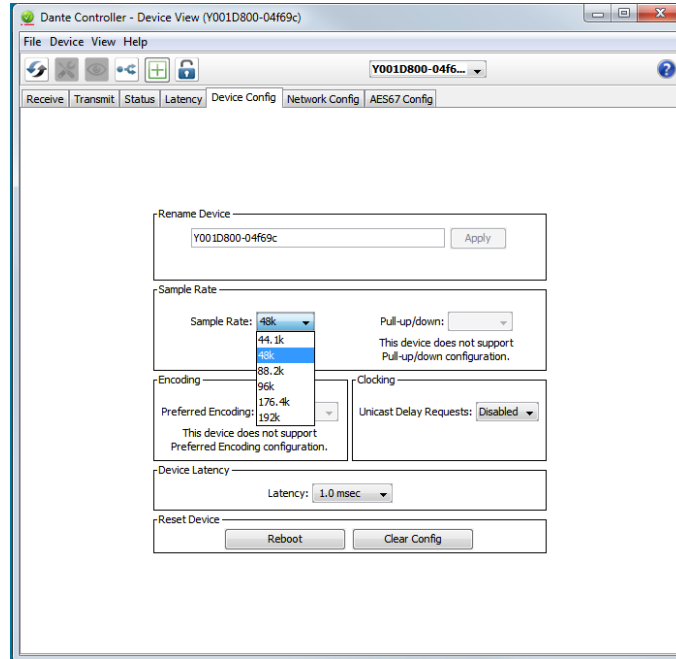 Dante Controller - Device View (Y001D800-04f69c)
File Device View Help
Y001D800-04f6...
Receive Transmit Status Latency Device Config Network Config AES67 Config
Rename Device
Y001D800-04f69c Apply
Sample Rate
Sample Rate: 48k Pull-up/down:
44.1k
48k
88.2k
96k
176.4k
192k
This device does not support
Pull-up/down configuration.
Encoding
Preferred Encoding:
This device does not support
Preferred Encoding configuration.
Clocking
Unicast Delay Requests: Disabled
Device Latency
Latency: 1.0 msec
Reset Device
Reboot Clear Config